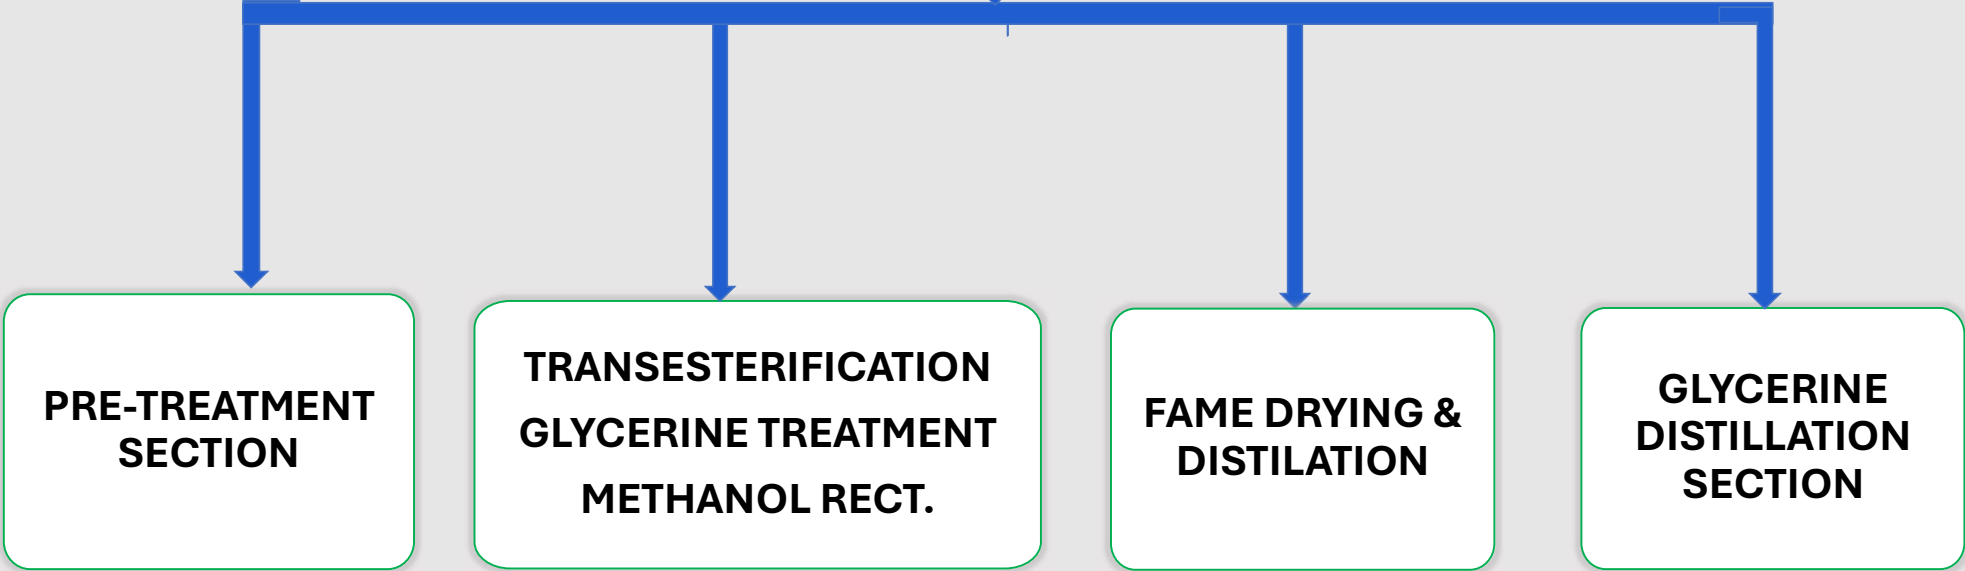 PRE-TREATMENT
SECTION
TRANSESTERIFICATION
GLYCERINE TREATMENT
METHANOL RECT.
FAME DRYING &
DISTILATION
GLYCERINE
DISTILLATION
SECTION